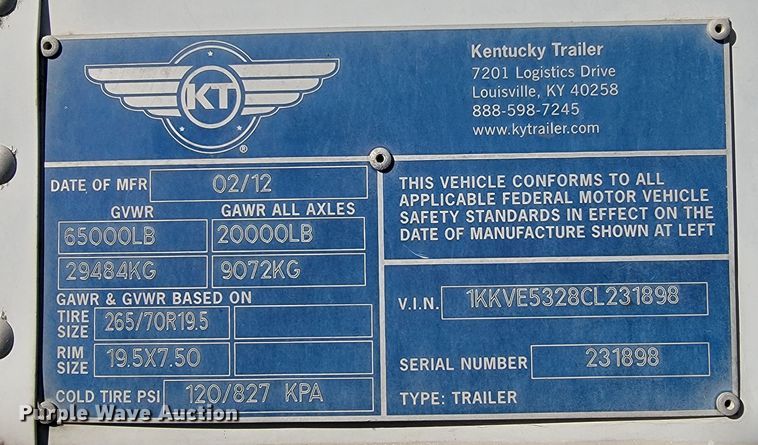 KT
®
Kentucky Trailer
7201 Logistics Drive
Louisville, KY 40258
888-598-7245
www.kytrailer.com
DATE OF MFR 02/12
GVWR GAWR ALL AXLES
65000LB 20000LB
29484KG 9072KG
GAWR & GVWR BASED ON
TIRE SIZE 265/70R19.5
RIM SIZE 19.5X7.50
COLD TIRE PSI 120/827 KPA
THIS VEHICLE CONFORMS TO ALL
APPLICABLE FEDERAL MOTOR VEHICLE
SAFETY STANDARDS IN EFFECT ON THE
DATE OF MANUFACTURE SHOWN AT LEFT
V.I.N. 1KKVE5328CL231898
SERIAL NUMBER 231898
TYPE: TRAILER
Purple Wave Auction